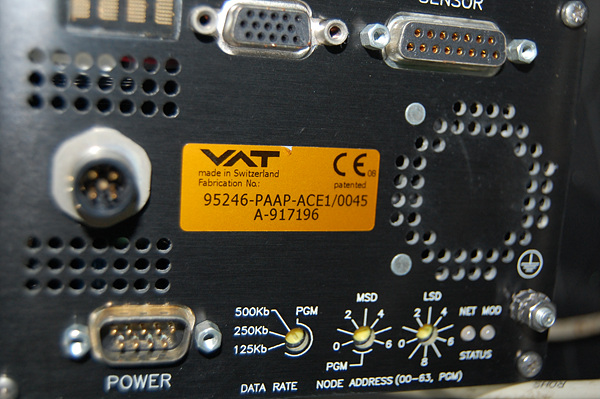 SENSOR
VAT
made in Switzerland
Fabrication No.:
CE 08
patented
95246-PAAP-ACE1/0045
A-917196
500Kb PGM
250Kb
125Kb
DATA RATE
MSD
2 4
0 6
PGM
LSD
2 4
0 6
8
NODE ADDRESS (00-63, PGM)
NET MOD
STATUS
POWER